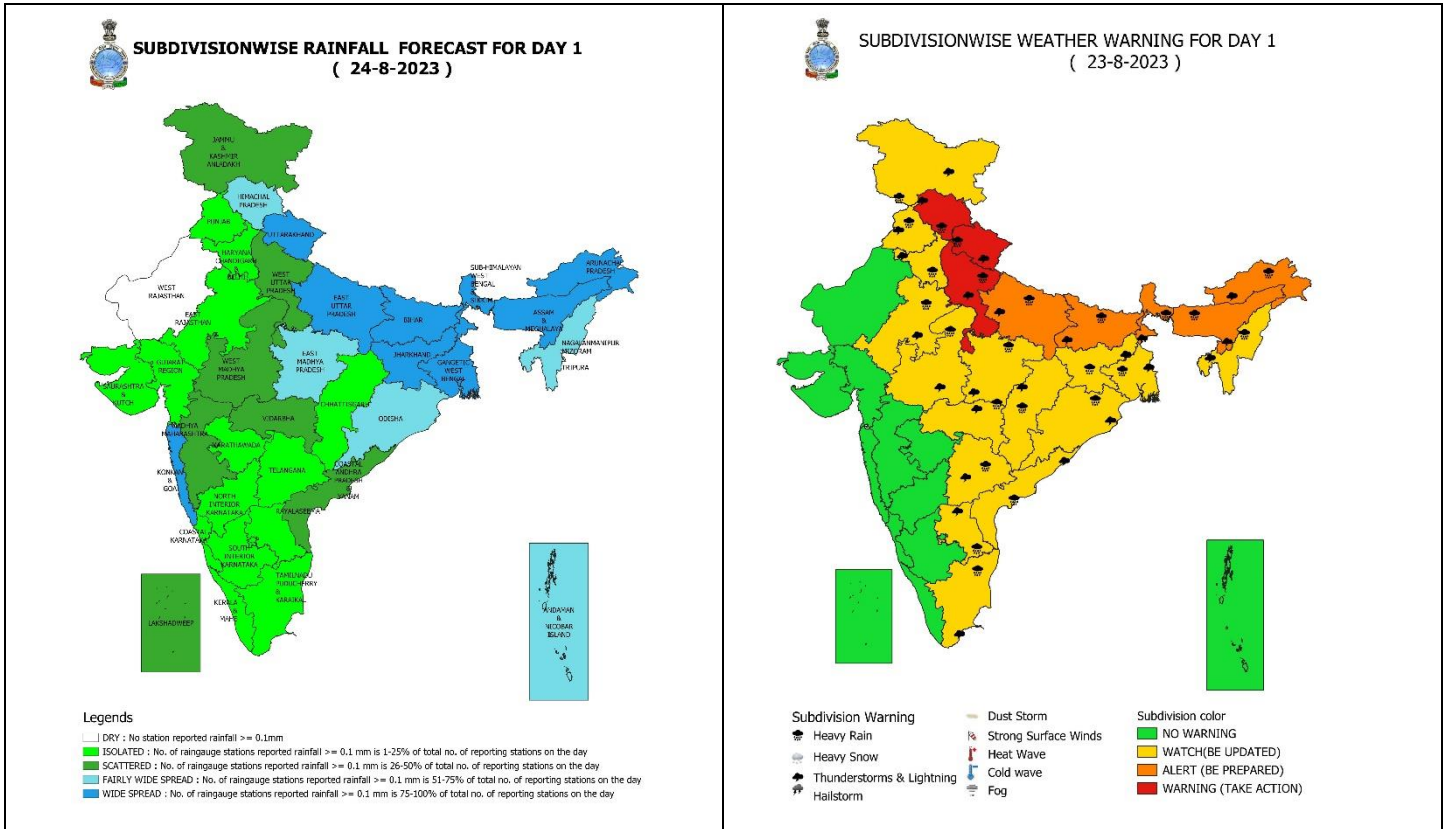 SUBDIVISIONWISE RAINFALL FORECAST FOR DAY 1
( 24-8-2023 )
JAMMU
&
KASHMIR
ANLADAKH
HIMACHAL
PRADESH
PUNJAB
UTTARAKHAND
HARYANA
CHANDIGARH
&
DELHI
WEST
UTTAR
PRADESH
WEST
RAJASTHAN
EAST
RAJASTHAN
EAST
UTTAR
PRADESH
BIHAR
SUB-HIMALAYAN
WEST
BENGAL
&
ARUNACHAL
PRADESH
ASSAM
&
MEGHALAYA
NAGALANMANIPUR
MIZORAM
&
TRIPURA
JHARKHAND
GANGETIC
WEST
BENGAL
EAST
MADHYA
PRADESH
WEST
MADHYA
PRADESH
GUJARAT
REGION
SAURASHTRA
&
KUTCH
CHHATTISGARH
ODISHA
VIDARBHA
MADHYA
MAHARASHTRA
MARATHAWADA
KONKAN
&
GOA
TELANGANA
COASTAL
ANDHRA
PRADESH
&
YANAM
NORTH
INTERIOR
KARNATAKA
RAYALASEEMA
COASTAL
KARNATAKA
SOUTH
INTERIOR
KARNATAKA
TAMILNADU
PUDUCHERRY
&
KARAIKAL
KERALA
&
MAHE
LAKSHADWEEP
ANDAMAN
&
NICOBAR
ISLAND
Legends
DRY : No station reported rainfall >= 0.1mm
ISOLATED : No. of raingauge stations reported rainfall >= 0.1 mm is 1-25% of total no. of reporting stations on the day
SCATTERED : No. of raingauge stations reported rainfall >= 0.1 mm is 26-50% of total no. of reporting stations on the day
FAIRLY WIDE SPREAD : No. of raingauge stations reported rainfall >= 0.1 mm is 51-75% of total no. of reporting stations on the day
WIDE SPREAD : No. of raingauge stations reported rainfall >= 0.1 mm is 75-100% of total no. of reporting stations on the day
SUBDIVISIONWISE WEATHER WARNING FOR DAY 1
( 23-8-2023 )
Subdivision Warning
Heavy Rain
Heavy Snow
Thunderstorms & Lightning
Hailstorm
Dust Storm
Strong Surface Winds
Heat Wave
Cold wave
Fog
Subdivision color
NO WARNING
WATCH(BE UPDATED)
ALERT (BE PREPARED)
WARNING (TAKE ACTION)